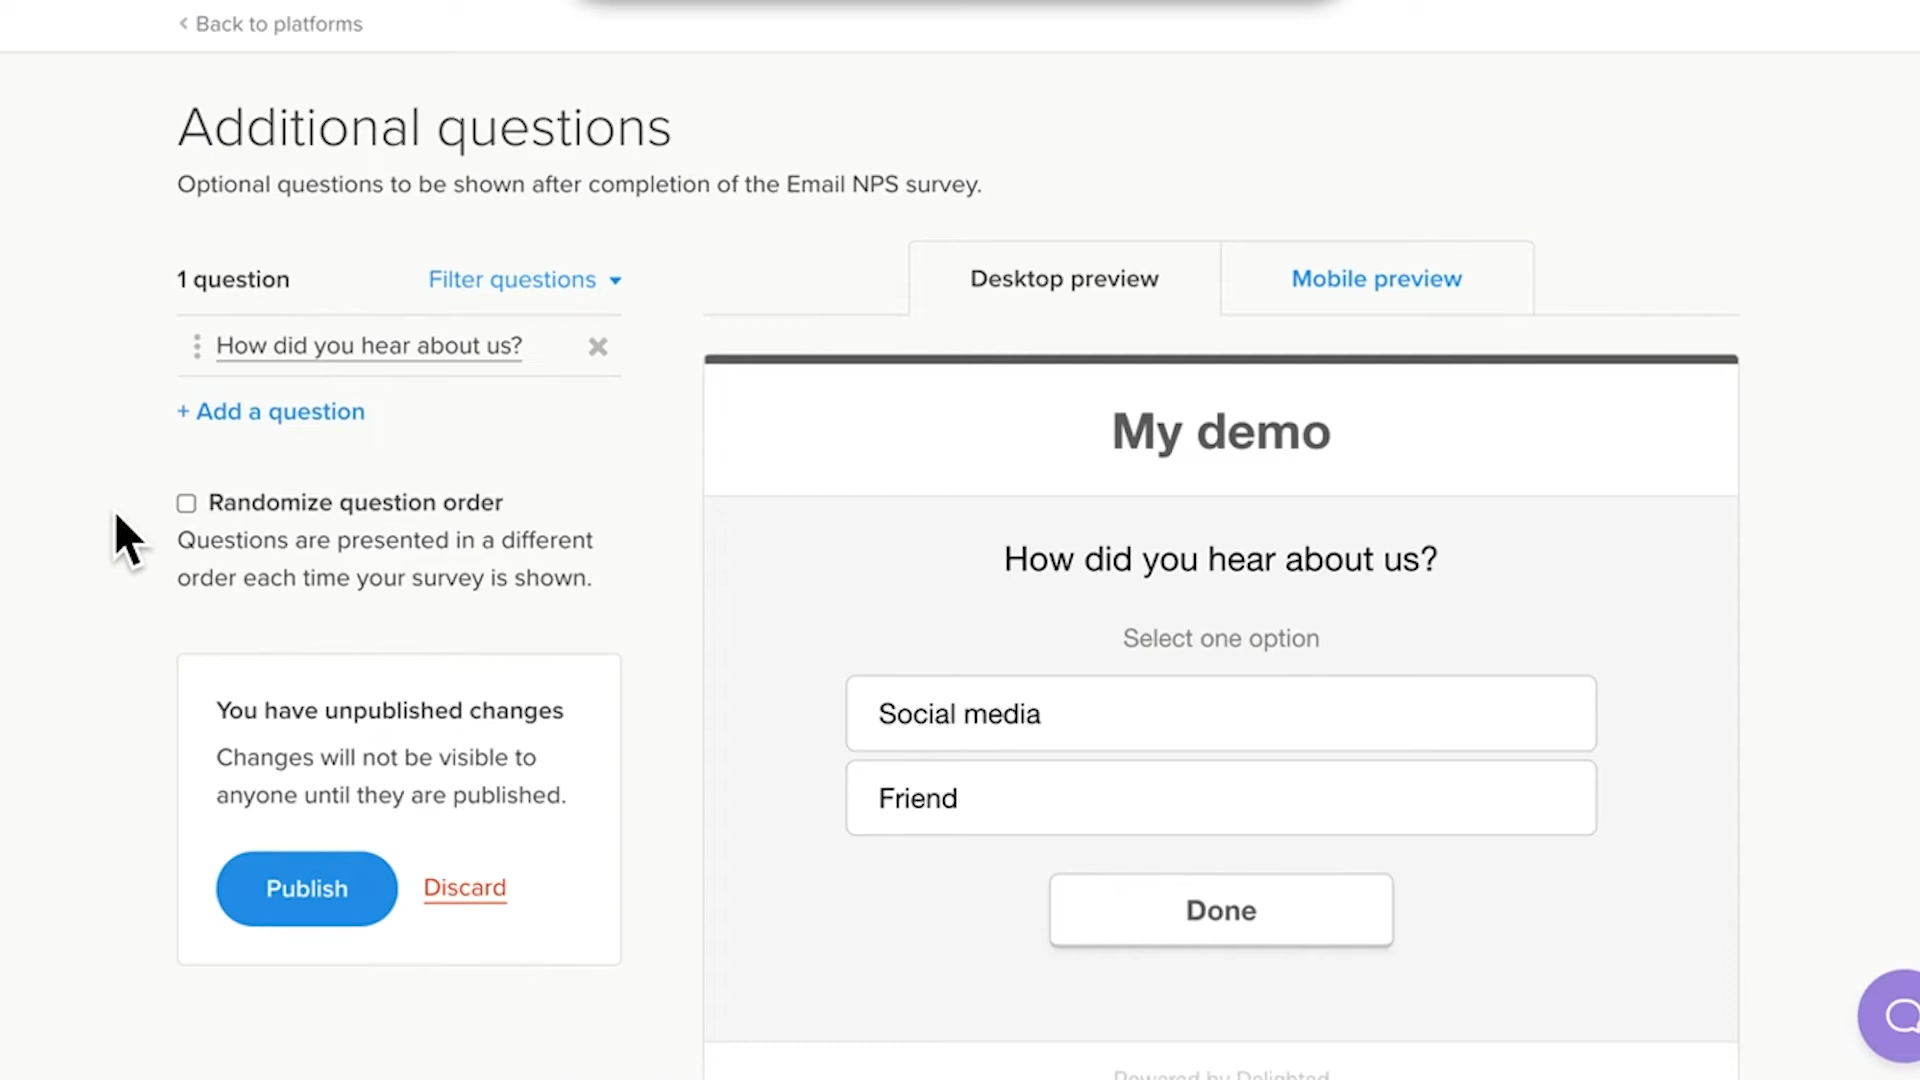 Back to platforms
Additional questions
Optional questions to be shown after completion of the Email NPS survey.
1 question
Filter questions
How did you hear about us?
+ Add a question
Randomize question order
Questions are presented in a different
order each time your survey is shown.
You have unpublished changes
Changes will not be visible to
anyone until they are published.
Publish
Discard
Desktop preview
Mobile preview
My demo
How did you hear about us?
Select one option
Social media
Friend
Done
Powered by Delighted